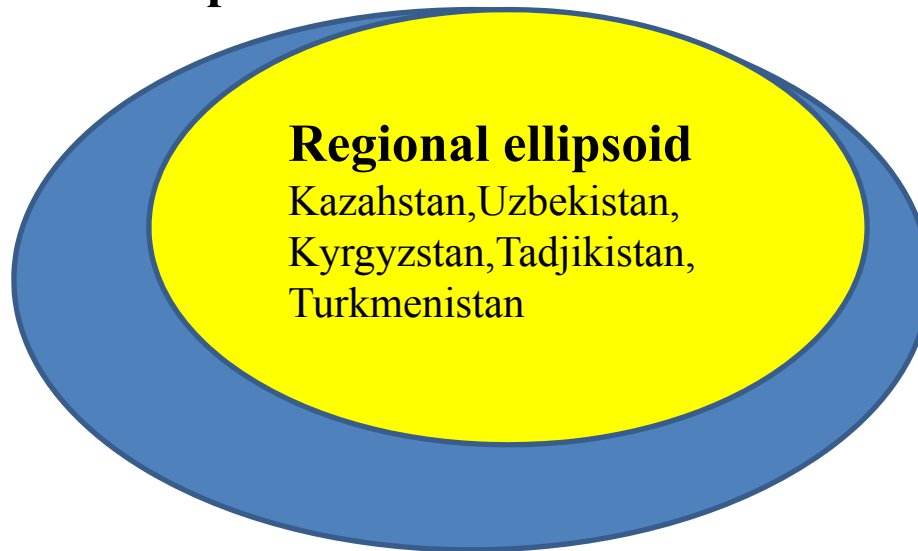 Regional ellipsoid
Kazahstan,Uzbekistan,
Kyrgyzstan,Tadjikistan,
Turkmenistan